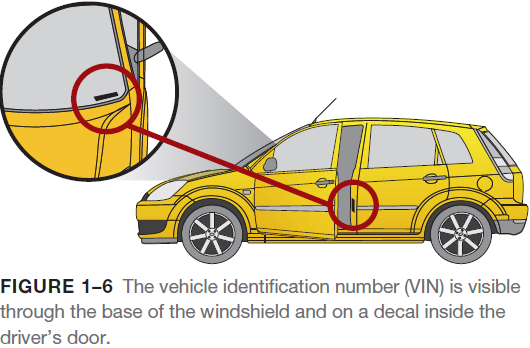 FIGURE 1–6 The vehicle identification number (VIN) is visible
through the base of the windshield and on a decal inside the
driver’s door.